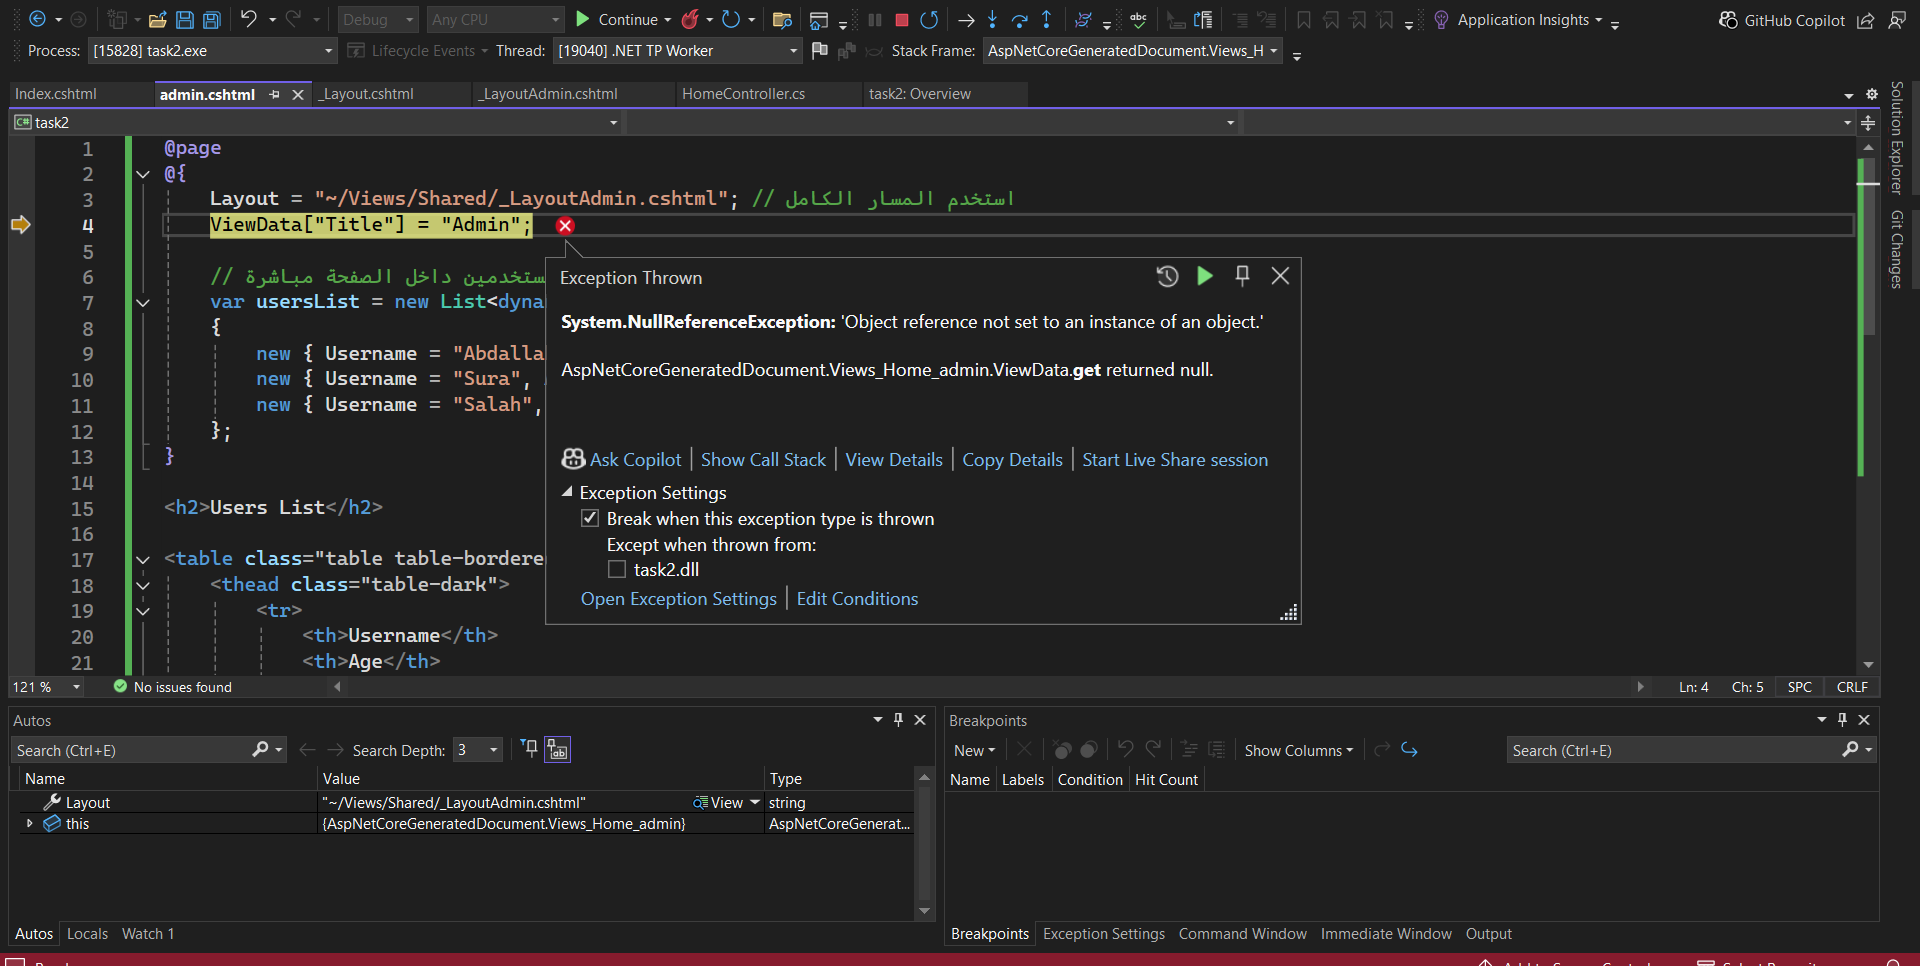 Debug
Any CPU
Continue
Application Insights
GitHub Copilot
Process:
[15828] task2.exe
Lifecycle Events
Thread:
[19040] .NET TP Worker
Stack Frame:
AspNetCoreGeneratedDocument.Views_H
Index.cshtml
admin.cshtml
_Layout.cshtml
_LayoutAdmin.cshtml
HomeController.cs
task2: Overview
Solution Explorer
Git Changes
C# task2
1 @page
2 @{
3 Layout = "~/Views/Shared/_LayoutAdmin.cshtml"; // استخدم المسار الكامل
4 ViewData["Title"] = "Admin";
5
6 // ستخدمين داخل الصفحة مباشرة
7 var usersList = new List<dyna
8 {
9 new { Username = "Abdalla
10 new { Username = "Sura",
11 new { Username = "Salah",
12 };
13 }
14
15 <h2>Users List</h2>
16
17 <table class="table table-bordere
18 <thead class="table-dark">
19 <tr>
20 <th>Username</th>
21 <th>Age</th>
Exception Thrown
System.NullReferenceException: 'Object reference not set to an instance of an object.'
AspNetCoreGeneratedDocument.Views_Home_admin.ViewData.get returned null.
Ask Copilot | Show Call Stack | View Details | Copy Details | Start Live Share session
Exception Settings
Break when this exception type is thrown
Except when thrown from:
task2.dll
Open Exception Settings | Edit Conditions
121 %
No issues found
Ln: 4
Ch: 5
SPC
CRLF
Autos
Search (Ctrl+E)
Search Depth:
3
Name
Value
Type
Layout
"~/Views/Shared/_LayoutAdmin.cshtml"
View
string
this
{AspNetCoreGeneratedDocument.Views_Home_admin}
AspNetCoreGenerat...
Autos
Locals
Watch 1
Breakpoints
New
Show Columns
Search (Ctrl+E)
Name
Labels
Condition
Hit Count
Breakpoints
Exception Settings
Command Window
Immediate Window
Output